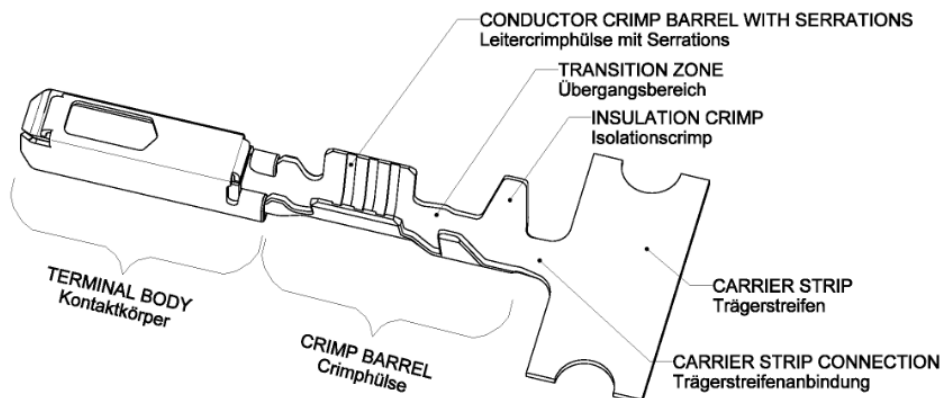 CONDUCTOR CRIMP BARREL WITH SERRATIONS
Leitercrimphülse mit Serrations
TRANSITION ZONE
Übergangsbereich
INSULATION CRIMP
Isolationscrimp
TERMINAL BODY
Kontaktkörper
CRIMP BARREL
Crimphülse
CARRIER STRIP
Trägerstreifen
CARRIER STRIP CONNECTION
Trägerstreifenanbindung